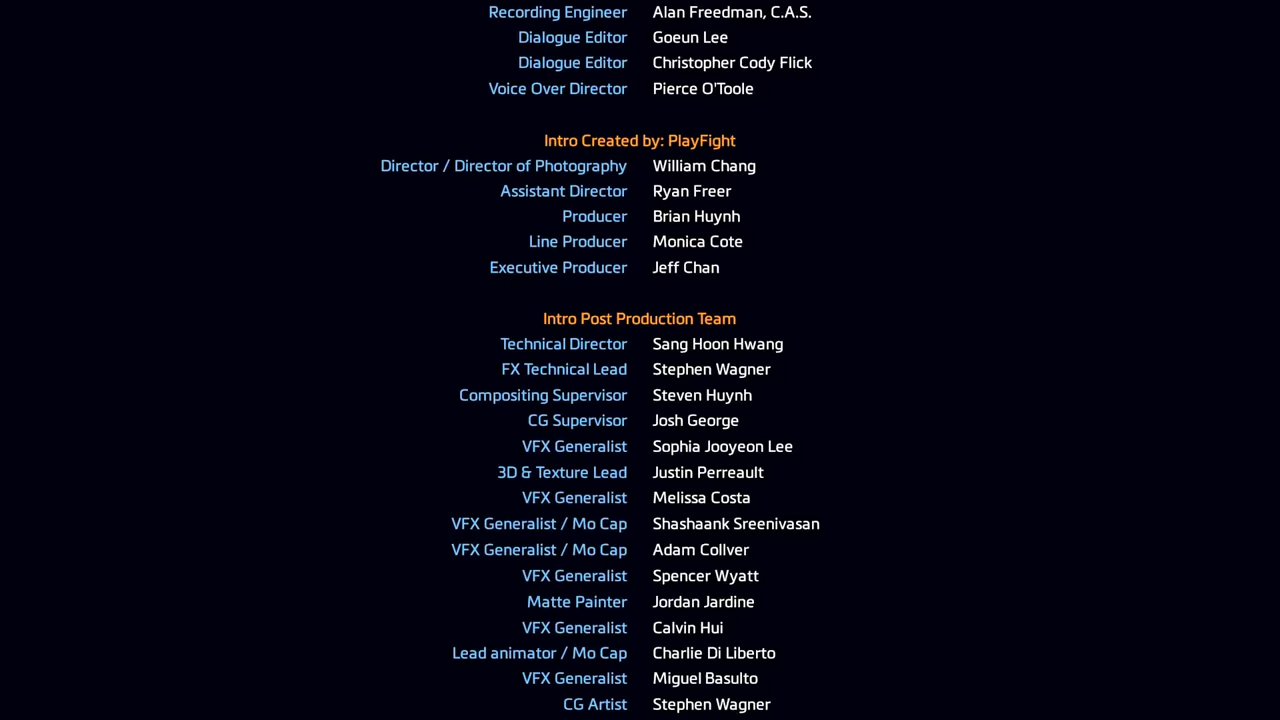 Recording Engineer Alan Freedman, C.A.S.
Dialogue Editor Goeun Lee
Dialogue Editor Christopher Cody Flick
Voice Over Director Pierce O'Toole
Intro Created by: PlayFight
Director / Director of Photography William Chang
Assistant Director Ryan Freer
Producer Brian Huynh
Line Producer Monica Cote
Executive Producer Jeff Chan
Intro Post Production Team
Technical Director Sang Hoon Hwang
FX Technical Lead Stephen Wagner
Compositing Supervisor Steven Huynh
CG Supervisor Josh George
VFX Generalist Sophia Jooyeon Lee
3D & Texture Lead Justin Perreault
VFX Generalist Melissa Costa
VFX Generalist / Mo Cap Shashaank Sreenivasan
VFX Generalist / Mo Cap Adam Collver
VFX Generalist Spencer Wyatt
Matte Painter Jordan Jardine
VFX Generalist Calvin Hui
Lead animator / Mo Cap Charlie Di Liberto
VFX Generalist Miguel Basulto
CG Artist Stephen Wagner